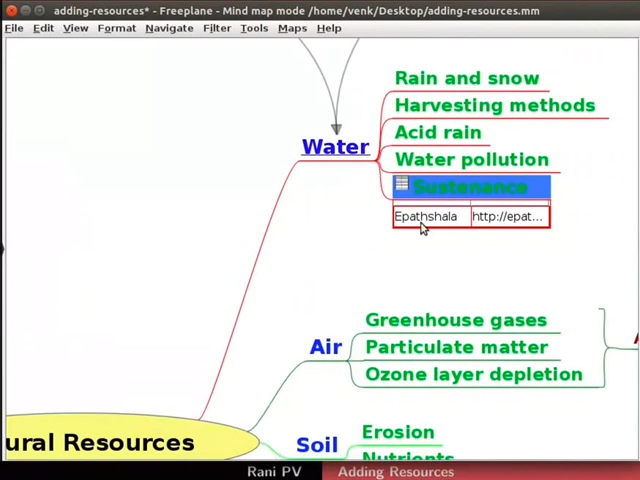 adding-resources* - Freeplane - Mind map mode /home/venk/Desktop/adding-resources.mm
File Edit View Format Navigate Filter Tools Maps Help
Rain and snow
Harvesting methods
Acid rain
Water
Water pollution
Sustenance
Epathshala http://epat...
Greenhouse gases
Air
Particulate matter
Ozone layer depletion
Erosion
ural Resources
Soil
Nutrients
Rani PV Adding Resources